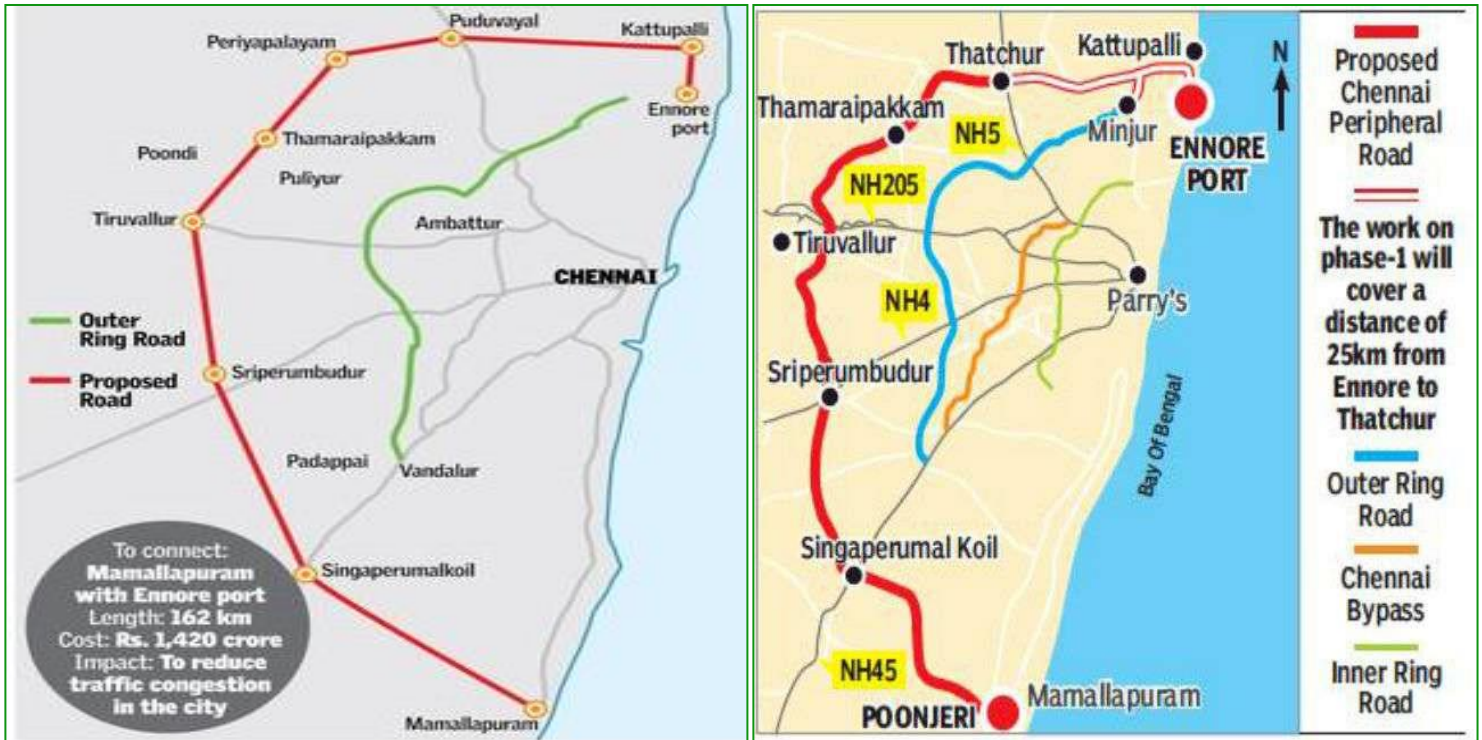 Puduvayal
Periyapalayam
Kattupalli
Ennore
port
Thamaraipakkam
Poondi
Puliyur
Tiruvallur
Ambattur
CHENNAI
Outer
Ring Road
Proposed
Road
Sriperumbudur
Padappai
Vandalur
To connect:
Mamallapuram
with Ennore port
Length: 162 km
Cost: Rs. 1,420 crore
Impact: To reduce
traffic congestion
in the city
Singaperumalkoil
Mamallapuram
Thatchur
Kattupalli
N
Thamaraipakkam
NH5
Minjur
ENNORE
PORT
NH205
Tiruvallur
NH4
Parry's
Sriperumbudur
Bay Of Bengal
Singaperumal Koil
NH45
Mamallapuram
POONJERI
Proposed
Chennai
Peripheral
Road
The work on
phase-1 will
cover a
distance of
25km from
Ennore to
Thatchur
Outer Ring
Road
Chennai
Bypass
Inner Ring
Road